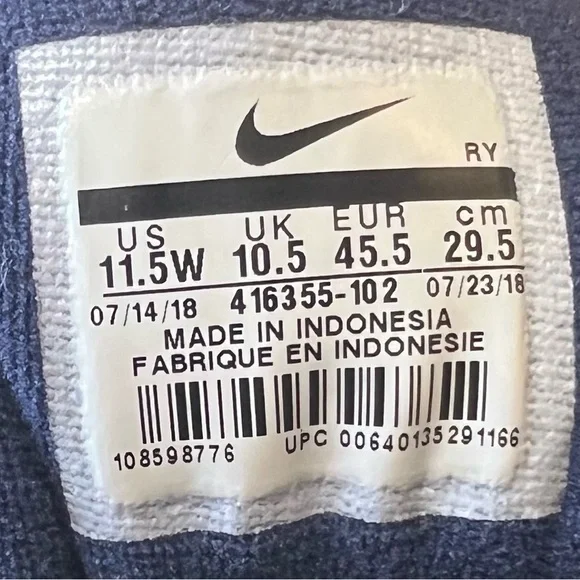 RY
US UK EUR cm
11.5W 10.5 45.5 29.5
07/14/18 416355-102 07/23/18
MADE IN INDONESIA
FABRIQUE EN INDONESIE
108598776 UPC 00640135291166